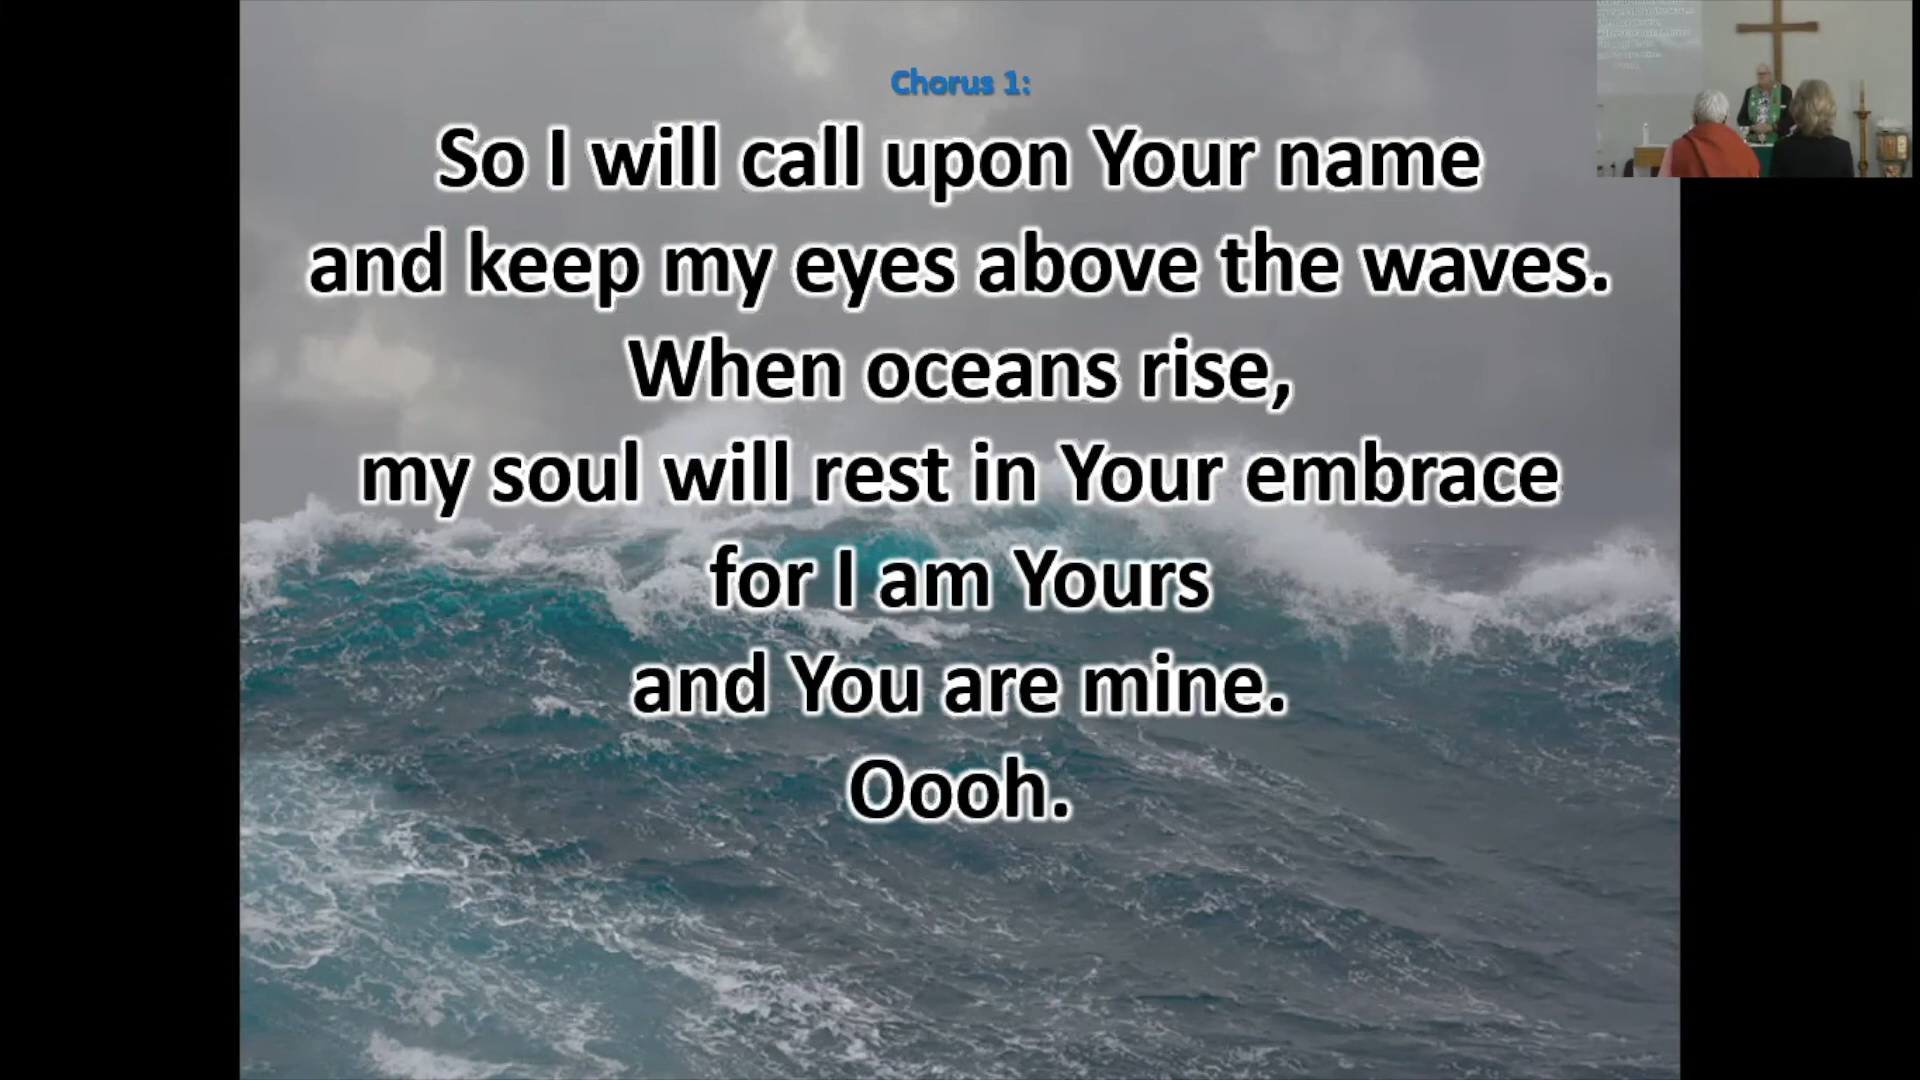 Chorus 1:
So I will call upon Your name
and keep my eyes above the waves.
When oceans rise,
my soul will rest in Your embrace
for I am Yours
and You are mine.
Oooh.